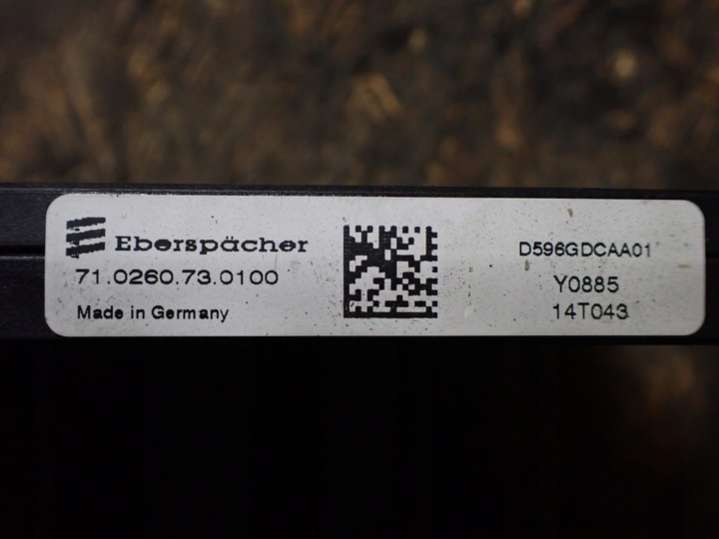 Eberspächer
71.0260.73.0100
Made in Germany
D596GDCAA01
Y0885
14T043